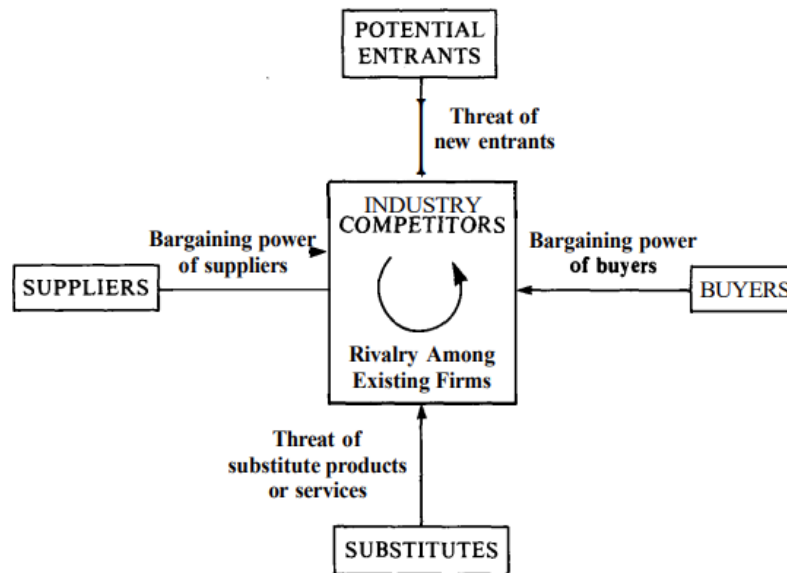 POTENTIAL
ENTRANTS
Threat of
new entrants
INDUSTRY
COMPETITORS
Bargaining power
of suppliers
SUPPLIERS
Bargaining power
of buyers
BUYERS
Rivalry Among
Existing Firms
Threat of
substitute products
or services
SUBSTITUTES